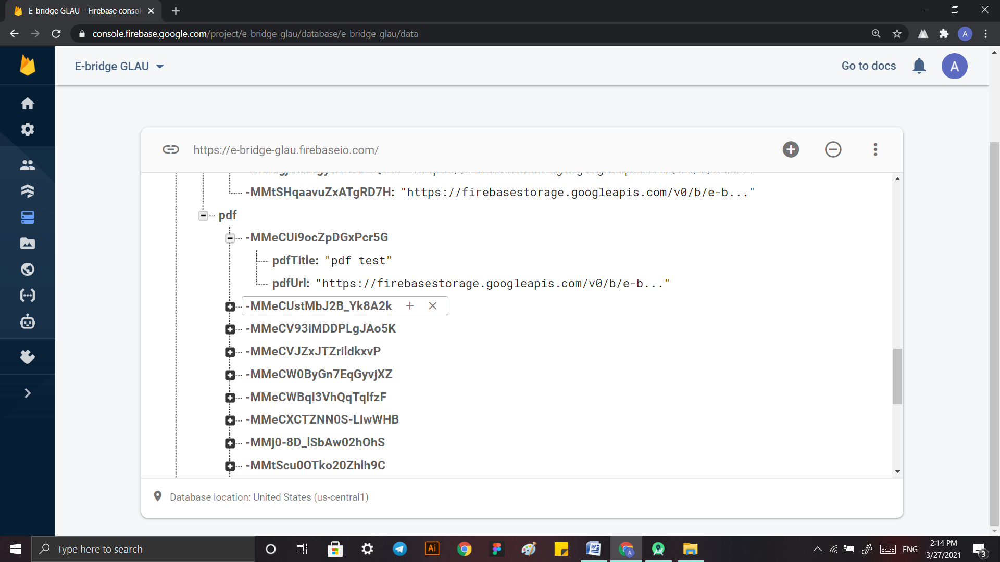 E-bridge GLAU – Firebase consol
console.firebase.google.com/project/e-bridge-glau/database/e-bridge-glau/data
A
E-bridge GLAU
Go to docs
A
https://e-bridge-glau.firebaseio.com/
-MMtSHqaavuZxATgRD7H: "https://firebasestorage.googleapis.com/v0/b/e-b..."
pdf
-MMeCUi9ocZpDGxPcr5G
pdfTitle: "pdf test"
pdfUrl: "https://firebasestorage.googleapis.com/v0/b/e-b..."
-MMeCUstMbJ2B_Yk8A2k
-MMeCV93iMDDPLgJAo5K
-MMeCVJZxJTZrildkxvP
-MMeCW0ByGn7EqGyvjXZ
-MMeCWBql3VhQqTqlfzF
-MMeCXCTZNN0S-LlwWHB
-MMj0-8D_lSbAw02hOhS
-MMtScu0OTko20Zhlh9C
Database location: United States (us-central1)
Type here to search
Ai
A
ENG
2:14 PM
3/27/2021
3